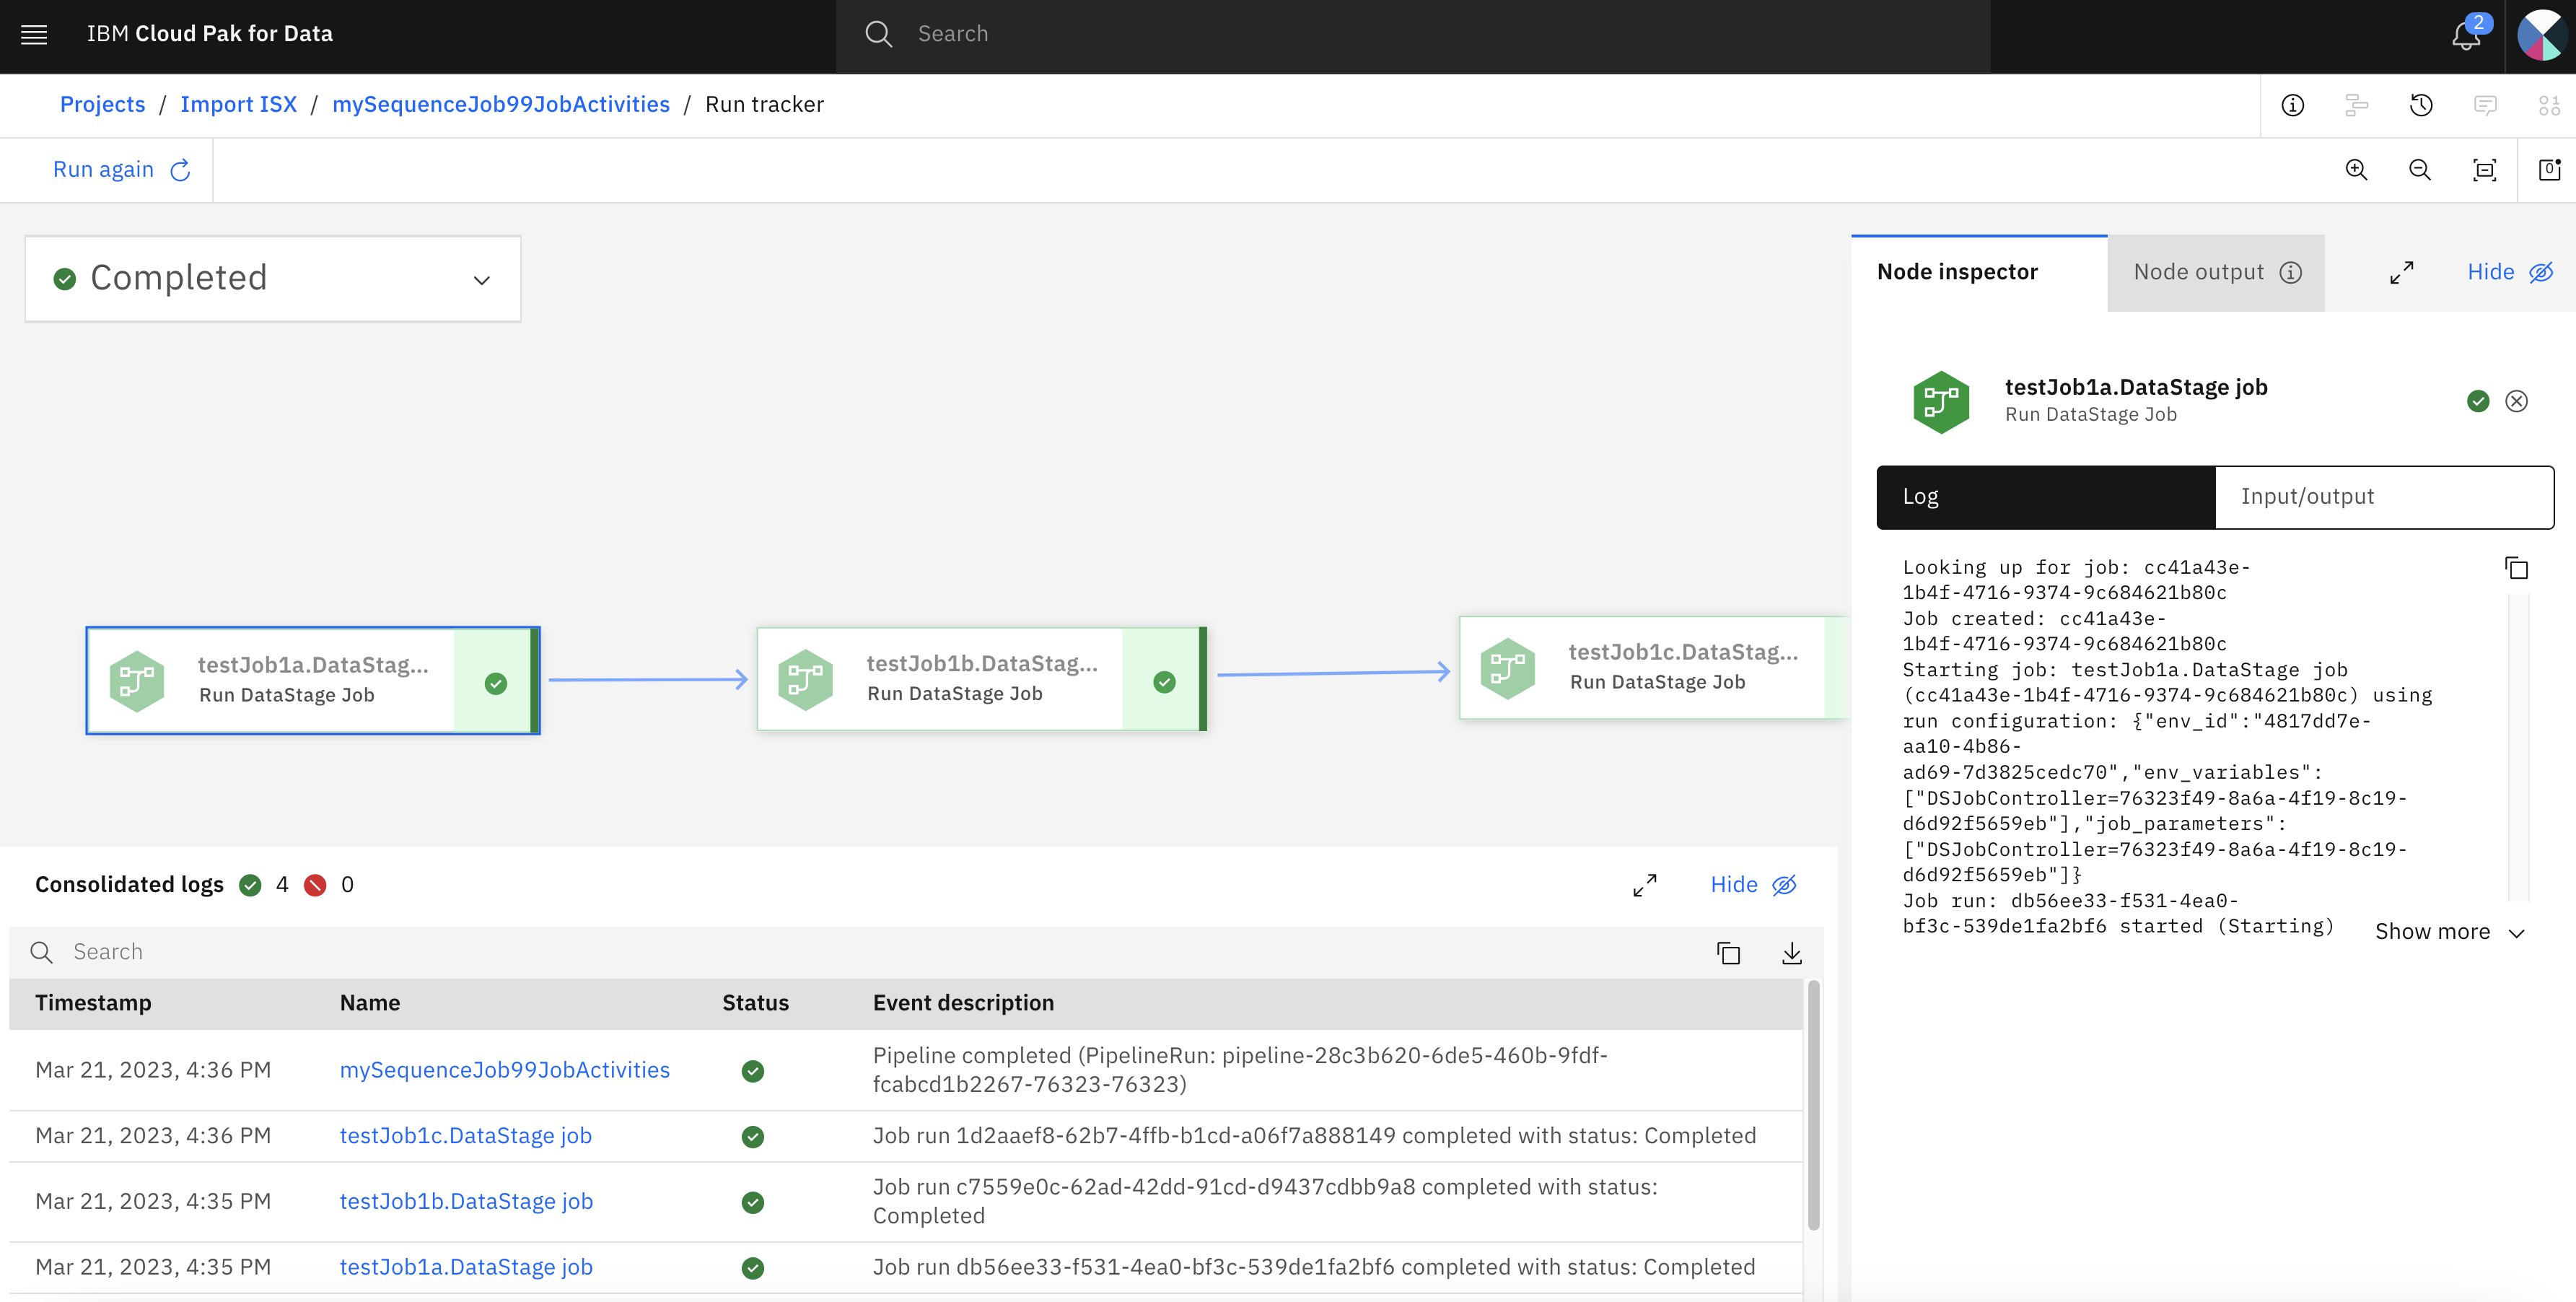 IBM Cloud Pak for Data
Search
2
Projects / Import ISX / mySequenceJob99JobActivities / Run tracker
Run again
Completed
testJob1a.DataStag...
Run DataStage Job
testJob1b.DataStag...
Run DataStage Job
testJob1c.DataStag...
Run DataStage Job
Consolidated logs 4 0
Hide
Search
Timestamp Name Status Event description
Mar 21, 2023, 4:36 PM mySequenceJob99JobActivities Pipeline completed (PipelineRun: pipeline-28c3b620-6de5-460b-9fdf-
fcabcd1b2267-76323-76323)
Mar 21, 2023, 4:36 PM testJob1c.DataStage job Job run 1d2aaef8-62b7-4ffb-b1cd-a06f7a888149 completed with status: Completed
Mar 21, 2023, 4:35 PM testJob1b.DataStage job Job run c7559e0c-62ad-42dd-91cd-d9437cdbb9a8 completed with status:
Completed
Mar 21, 2023, 4:35 PM testJob1a.DataStage job Job run db56ee33-f531-4ea0-bf3c-539de1fa2bf6 completed with status: Completed
Node inspector
Node output
Hide
testJob1a.DataStage job
Run DataStage Job
Log
Input/output
Looking up for job: cc41a43e-
1b4f-4716-9374-9c684621b80c
Job created: cc41a43e-
1b4f-4716-9374-9c684621b80c
Starting job: testJob1a.DataStage job
(cc41a43e-1b4f-4716-9374-9c684621b80c) using
run configuration: {"env_id":"4817dd7e-
aa10-4b86-
ad69-7d3825cedc70","env_variables":
["DSJobController=76323f49-8a6a-4f19-8c19-
d6d92f5659eb"],"job_parameters":
["DSJobController=76323f49-8a6a-4f19-8c19-
d6d92f5659eb"]}
Job run: db56ee33-f531-4ea0-
bf3c-539de1fa2bf6 started (Starting)
Show more